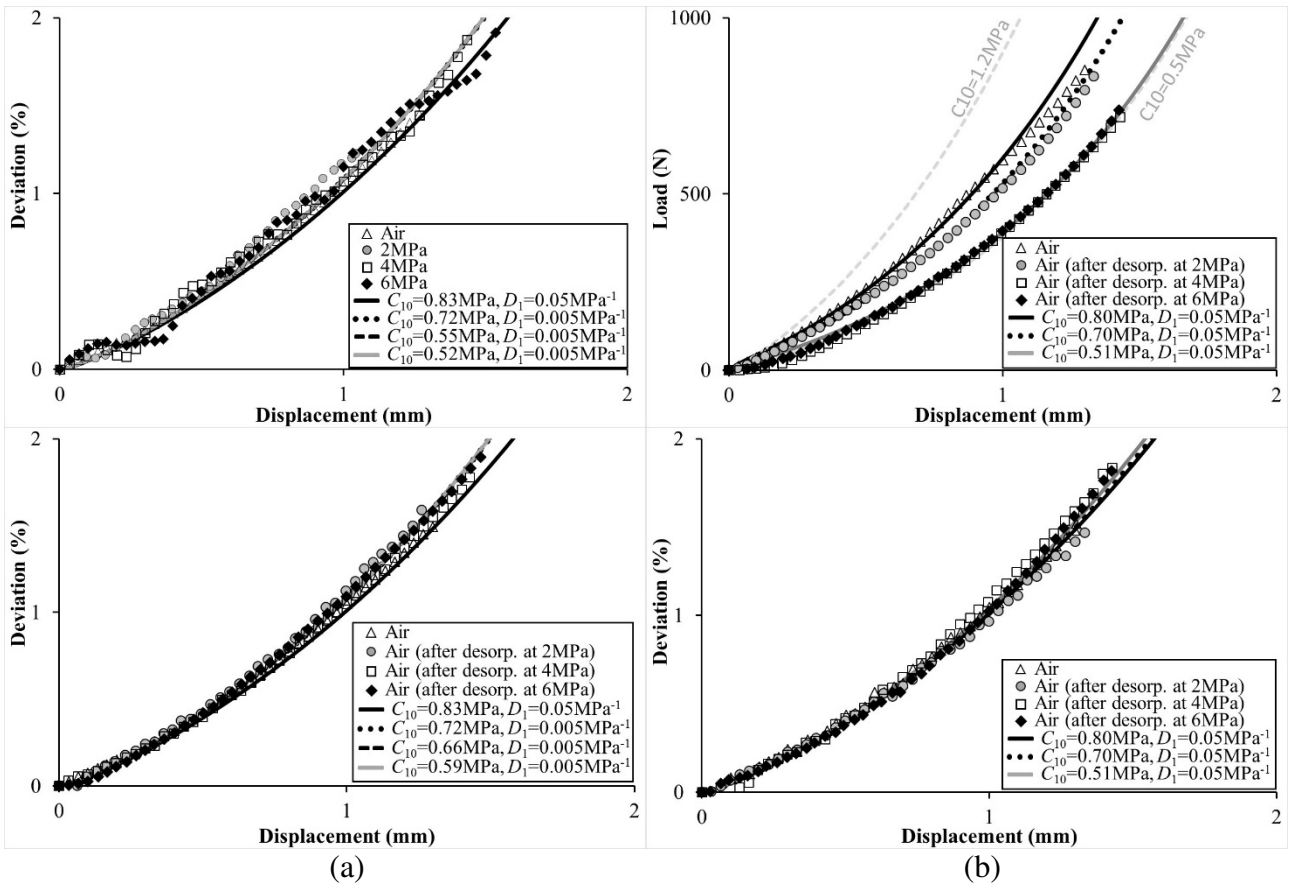 2
1
0
Deviation (%)
0
1
2
Displacement (mm)
Air
2MPa
4MPa
6MPa
C10=0.83MPa, D1=0.05MPa-1
C10=0.72MPa, D1=0.005MPa-1
C10=0.55MPa, D1=0.005MPa-1
C10=0.52MPa, D1=0.005MPa-1
1000
500
0
Load (N)
0
1
2
Displacement (mm)
C10=1.2MPa
C10=0.5MPa
Air
Air (after desorp. at 2MPa)
Air (after desorp. at 4MPa)
Air (after desorp. at 6MPa)
C10=0.80MPa, D1=0.05MPa-1
C10=0.70MPa, D1=0.05MPa-1
C10=0.51MPa, D1=0.05MPa-1
2
1
0
Deviation (%)
0
1
2
Displacement (mm)
Air
Air (after desorp. at 2MPa)
Air (after desorp. at 4MPa)
Air (after desorp. at 6MPa)
C10=0.83MPa, D1=0.05MPa-1
C10=0.72MPa, D1=0.005MPa-1
C10=0.66MPa, D1=0.005MPa-1
C10=0.59MPa, D1=0.005MPa-1
2
1
0
Deviation (%)
0
1
2
Displacement (mm)
Air
Air (after desorp. at 2MPa)
Air (after desorp. at 4MPa)
Air (after desorp. at 6MPa)
C10=0.80MPa, D1=0.05MPa-1
C10=0.70MPa, D1=0.05MPa-1
C10=0.51MPa, D1=0.05MPa-1
(a)
(b)